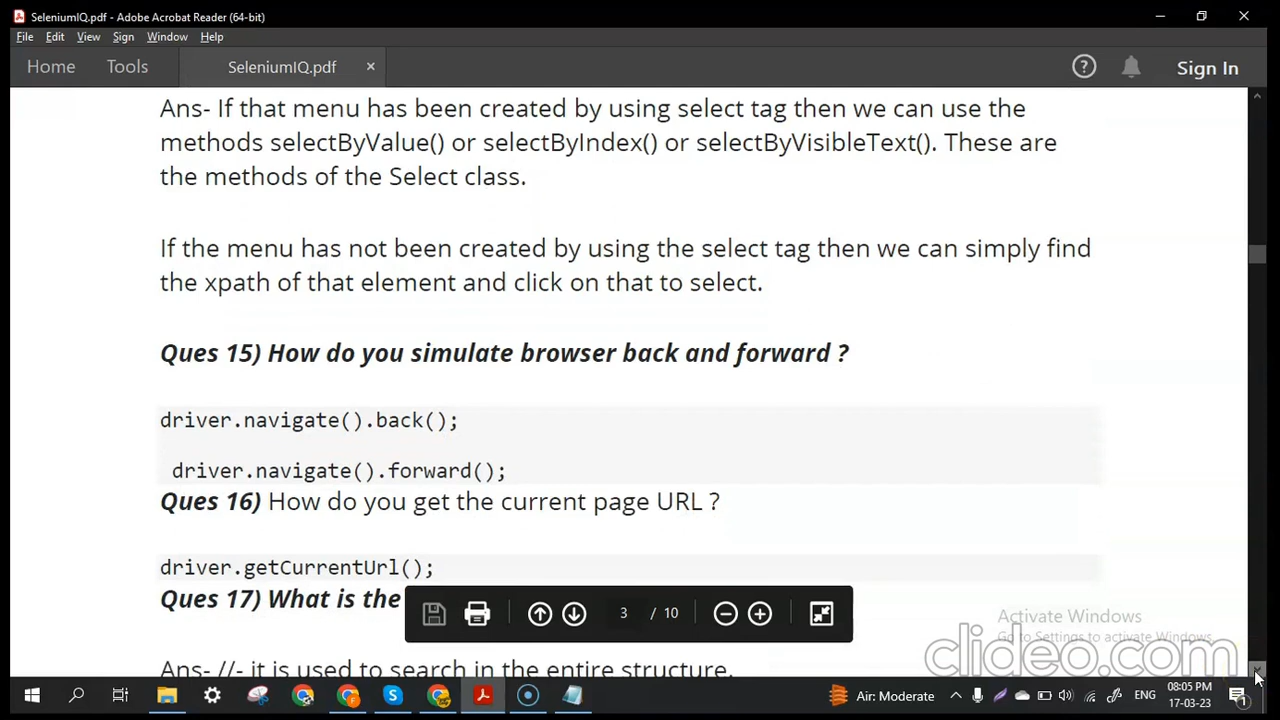 SeleniumIQ.pdf - Adobe Acrobat Reader (64-bit)
File Edit View Sign Window Help
Home Tools SeleniumIQ.pdf × Sign In
Ans- If that menu has been created by using select tag then we can use the
methods selectByValue() or selectByIndex() or selectByVisibleText(). These are
the methods of the Select class.
If the menu has not been created by using the select tag then we can simply find
the xpath of that element and click on that to select.
Ques 15) How do you simulate browser back and forward ?
driver.navigate().back();
driver.navigate().forward();
Ques 16) How do you get the current page URL ?
driver.getCurrentUrl();
Ques 17) What is the
3 / 10
Activate Windows
Go to Settings to activate Windows.
clideo.com
Ans- //- it is used to search in the entire structure.
Air: Moderate ENG 08:05 PM
17-03-23
1